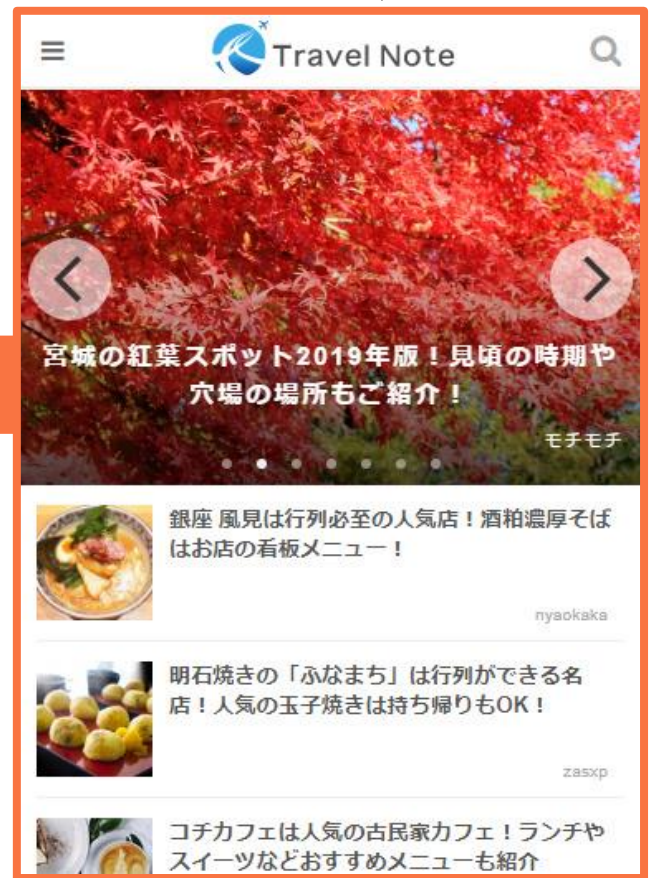 Travel Note
宮城の紅葉スポット2019年版！見頃の時期や
穴場の場所もご紹介！
モチモチ
銀座 風見は行列必至の人気店！酒粕濃厚そば
はお店の看板メニュー！
nyaokaka
明石焼きの「ふなまち」は行列ができる名
店！人気の玉子焼きは持ち帰りもOK！
zasxp
コチカフェは人気の古民家カフェ！ランチや
スイーツなどおすすめメニューも紹介